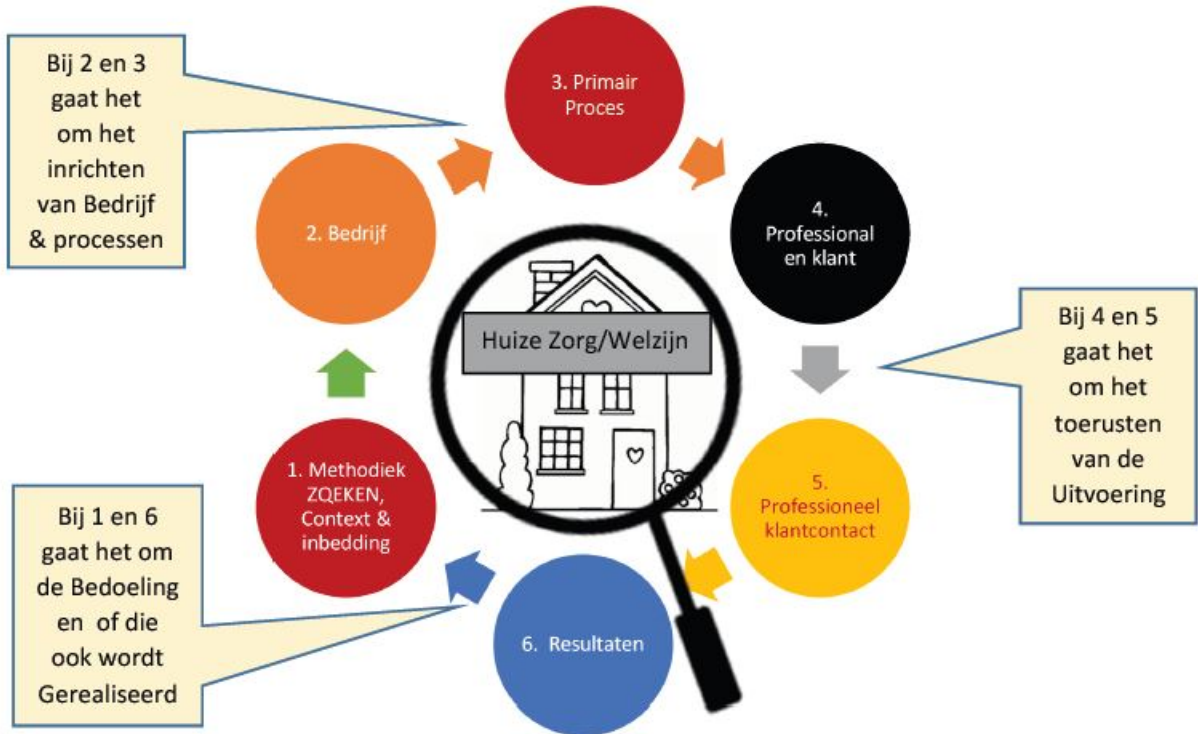 Bij 2 en 3
gaat het
om het
inrichten
van Bedrijf
& processen
3. Primair
Proces
2. Bedrijf
4.
Professional
en klant
Huize Zorg/Welzijn
Bij 4 en 5
gaat het
om het
toerusten
van de
Uitvoering
1. Methodiek
ZQEKEN,
Context &
inbedding
5.
Professioneel
klantcontact
Bij 1 en 6
gaat het om
de Bedoeling
en of die
ook wordt
Gerealiseerd
6. Resultaten